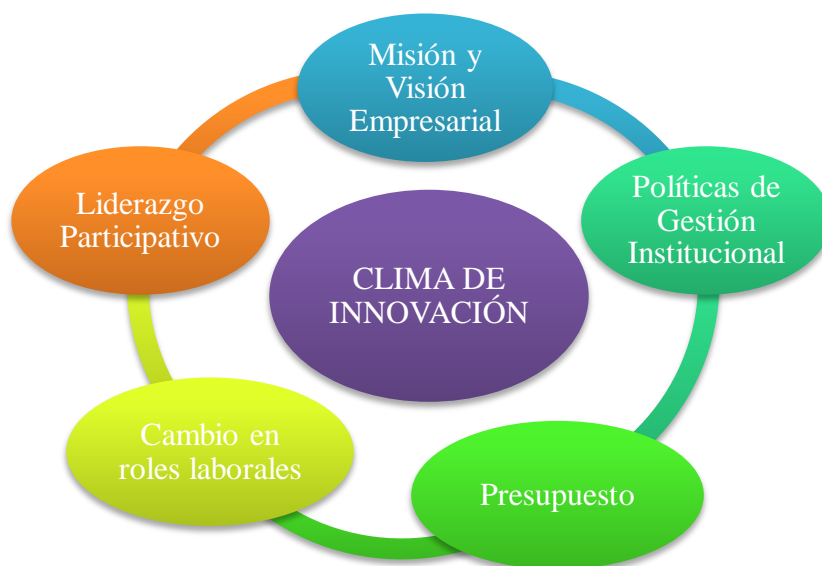 Misión y
Visión
Empresarial
Políticas de
Gestión
Institucional
Liderazgo
Participativo
CLIMA DE
INNOVACIÓN
Cambio en
roles laborales
Presupuesto